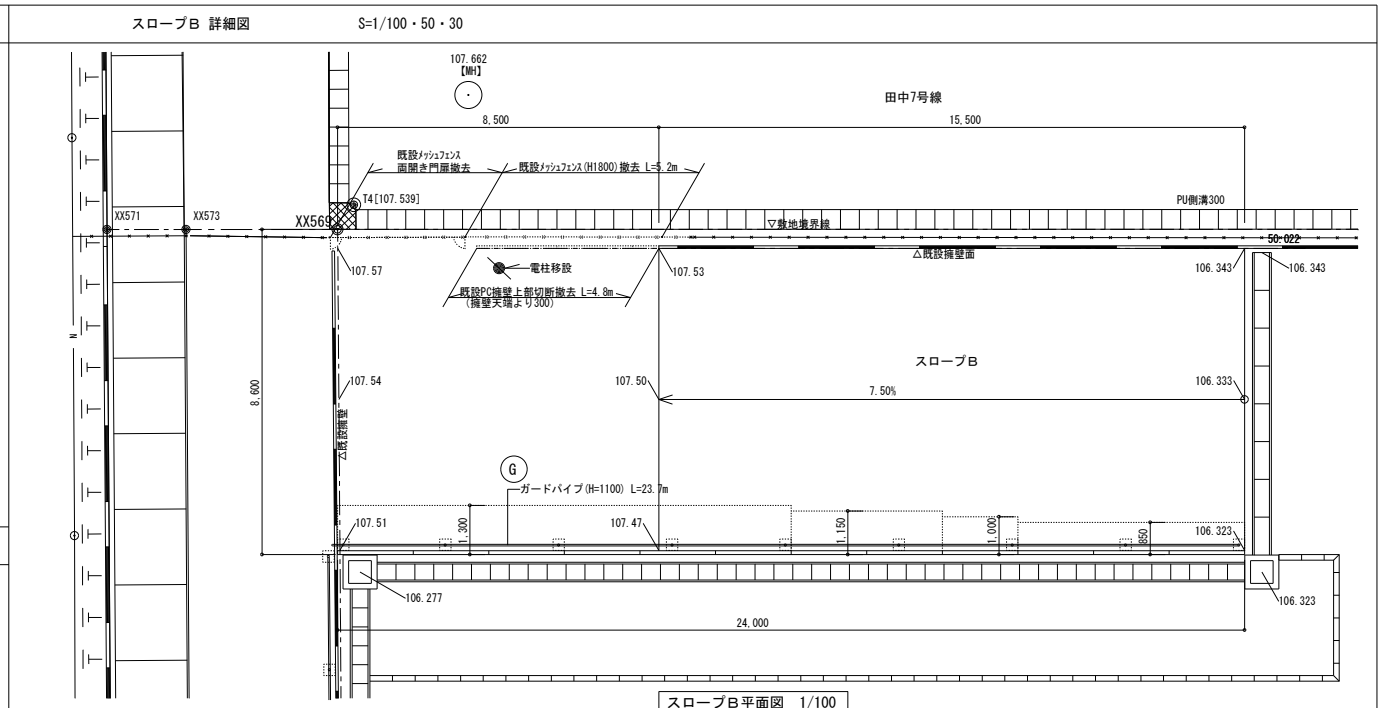 スロープB 詳細図 S=1/100・50・30
107.662
【MH】
田中7号線
8,500
15,500
既設メッシュフェンス
両開き門扉撤去
既設メッシュフェンス(H1800)撤去 L=5.2m
T4[107.539]
PU側溝300
XX571
XX573
XX569
▽敷地境界線
50.022
△既設擁壁面
107.57
電柱移設
107.53
106.343
106.343
既設PC擁壁上部切断撤去 L=4.8m
(擁壁天端より300)
N
スロープB
8,600
107.54
107.50
7.50%
106.333
△既設擁壁
G
ガードパイプ(H=1100) L=23.7m
107.51
1,300
107.47
1,150
1,000
850
106.323
106.277
106.323
24,000
スロープB平面図 1/100